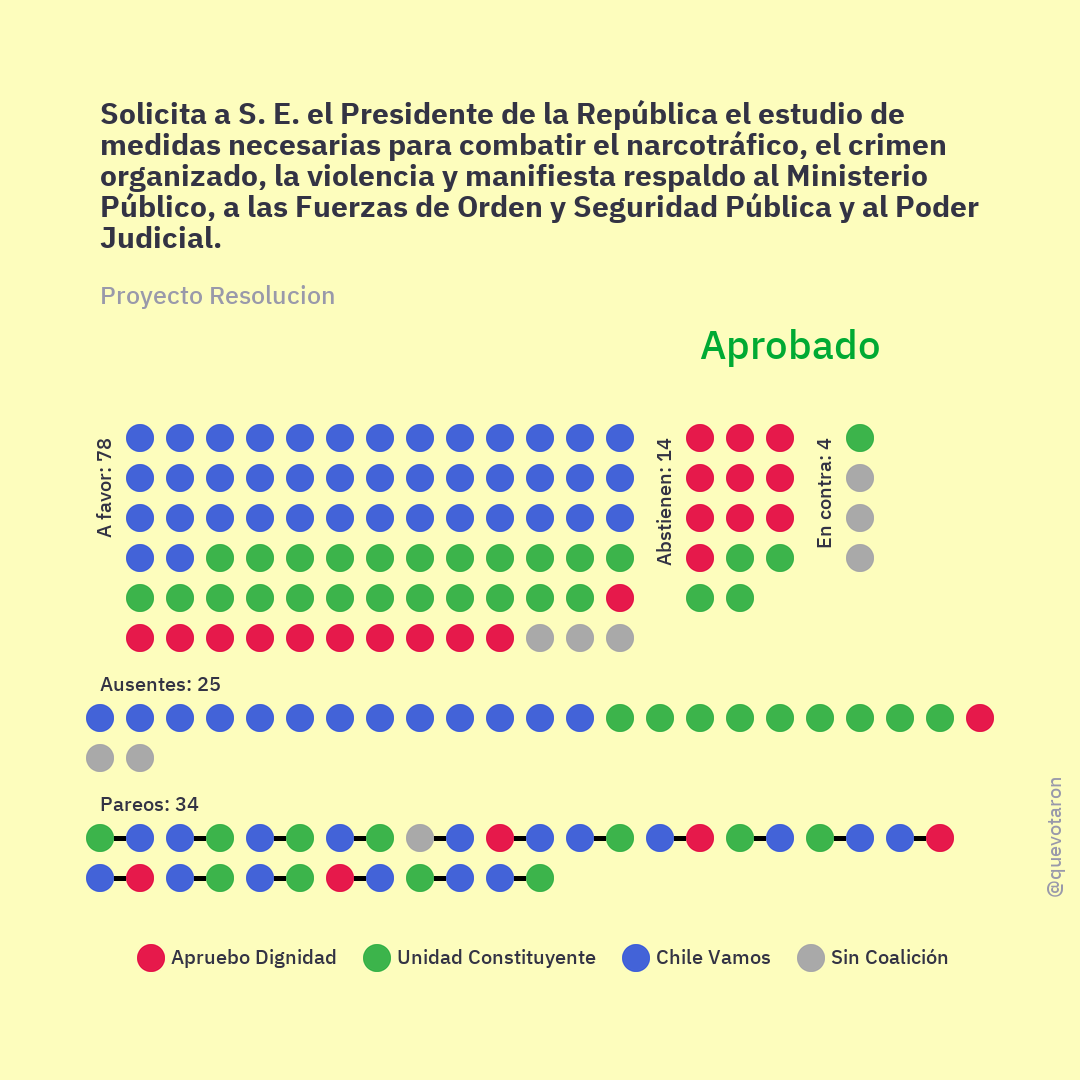 Solicita a S. E. el Presidente de la República el estudio de
medidas necesarias para combatir el narcotráfico, el crimen
organizado, la violencia y manifiesta respaldo al Ministerio
Público, a las Fuerzas de Orden y Seguridad Pública y al Poder
Judicial.
Proyecto Resolucion
Aprobado
A favor: 78
Abstienen: 14
En contra: 4
Ausentes: 25
Pareos: 34
@quevotaron
Apruebo Dignidad
Unidad Constituyente
Chile Vamos
Sin Coalición